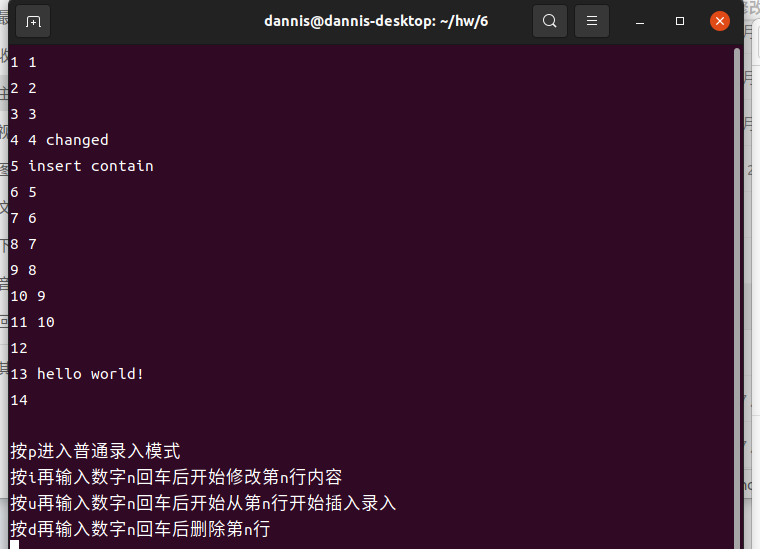 dannis@dannis-desktop: ~/hw/6
1 1
2 2
3 3
4 4 changed
5 insert contain
6 5
7 6
8 7
9 8
10 9
11 10
12
13 hello world!
14
按p进入普通录入模式
按i再输入数字n回车后开始修改第n行内容
按u再输入数字n回车后开始从第n行开始插入录入
按d再输入数字n回车后删除第n行